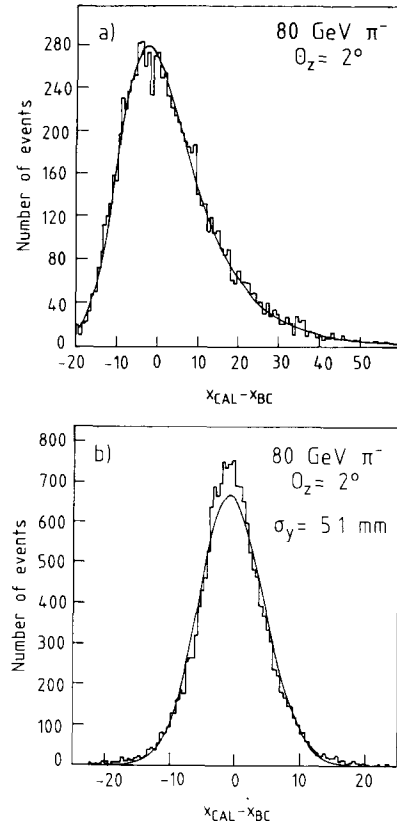 a)
80 GeV π⁻
Θz = 2°
Number of events
280
240
200
160
120
80
40
0
-20 -10 0 10 20 30 40 50
xCAL-xBC
b)
80 GeV π⁻
Θz = 2°
σy = 5.1 mm
Number of events
800
700
600
500
400
300
200
100
0
-20 -10 0 10 20
xCAL-xBC